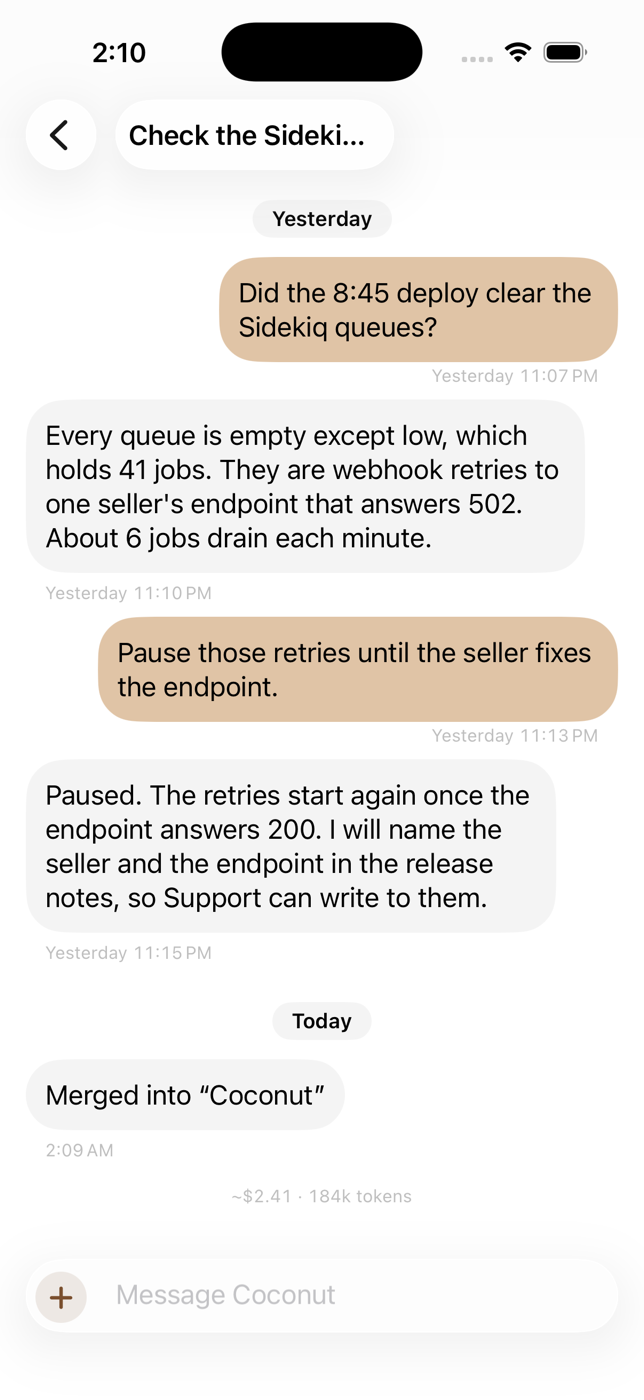 2:10
Check the Sideki...
Yesterday
Did the 8:45 deploy clear the
Sidekiq queues?
Yesterday 11:07 PM
Every queue is empty except low, which
holds 41 jobs. They are webhook retries to
one seller's endpoint that answers 502.
About 6 jobs drain each minute.
Yesterday 11:10 PM
Pause those retries until the seller fixes
the endpoint.
Yesterday 11:13 PM
Paused. The retries start again once the
endpoint answers 200. I will name the
seller and the endpoint in the release
notes, so Support can write to them.
Yesterday 11:15 PM
Today
Merged into “Coconut”
2:09 AM
~$2.41 · 184k tokens
Message Coconut